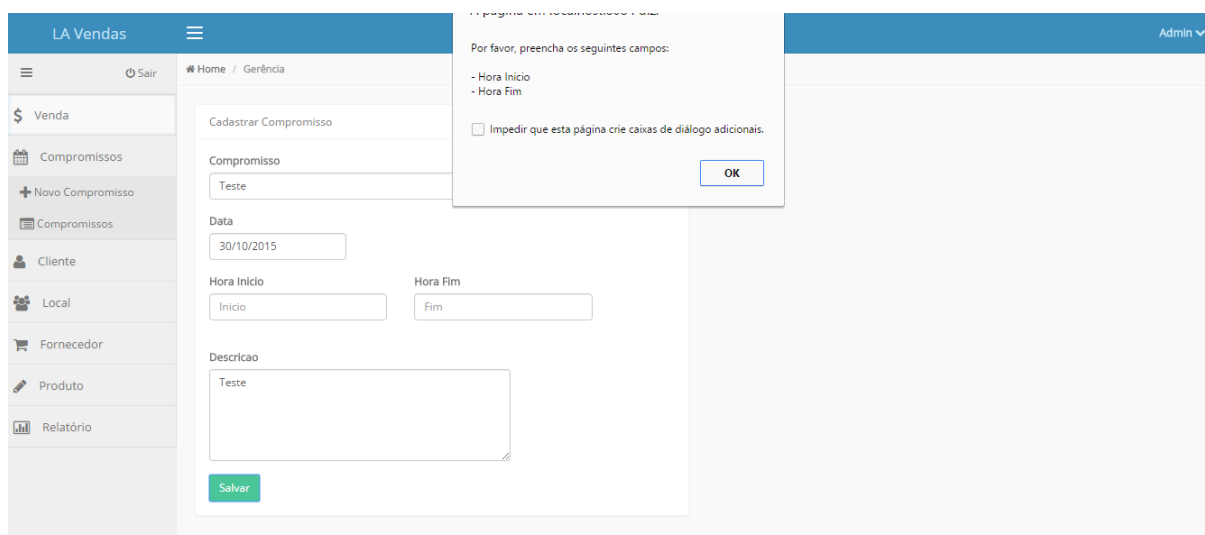 LA Vendas
Admin
Sair
Home / Gerência
Venda
Compromissos
Novo Compromisso
Compromissos
Cliente
Local
Fornecedor
Produto
Relatório
Cadastrar Compromisso
Compromisso
Teste
Data
30/10/2015
Hora Inicio
Hora Fim
Inicio
Fim
Descricao
Teste
Salvar
Por favor, preencha os seguintes campos:
- Hora Inicio
- Hora Fim
Impedir que esta página crie caixas de diálogo adicionais.
OK